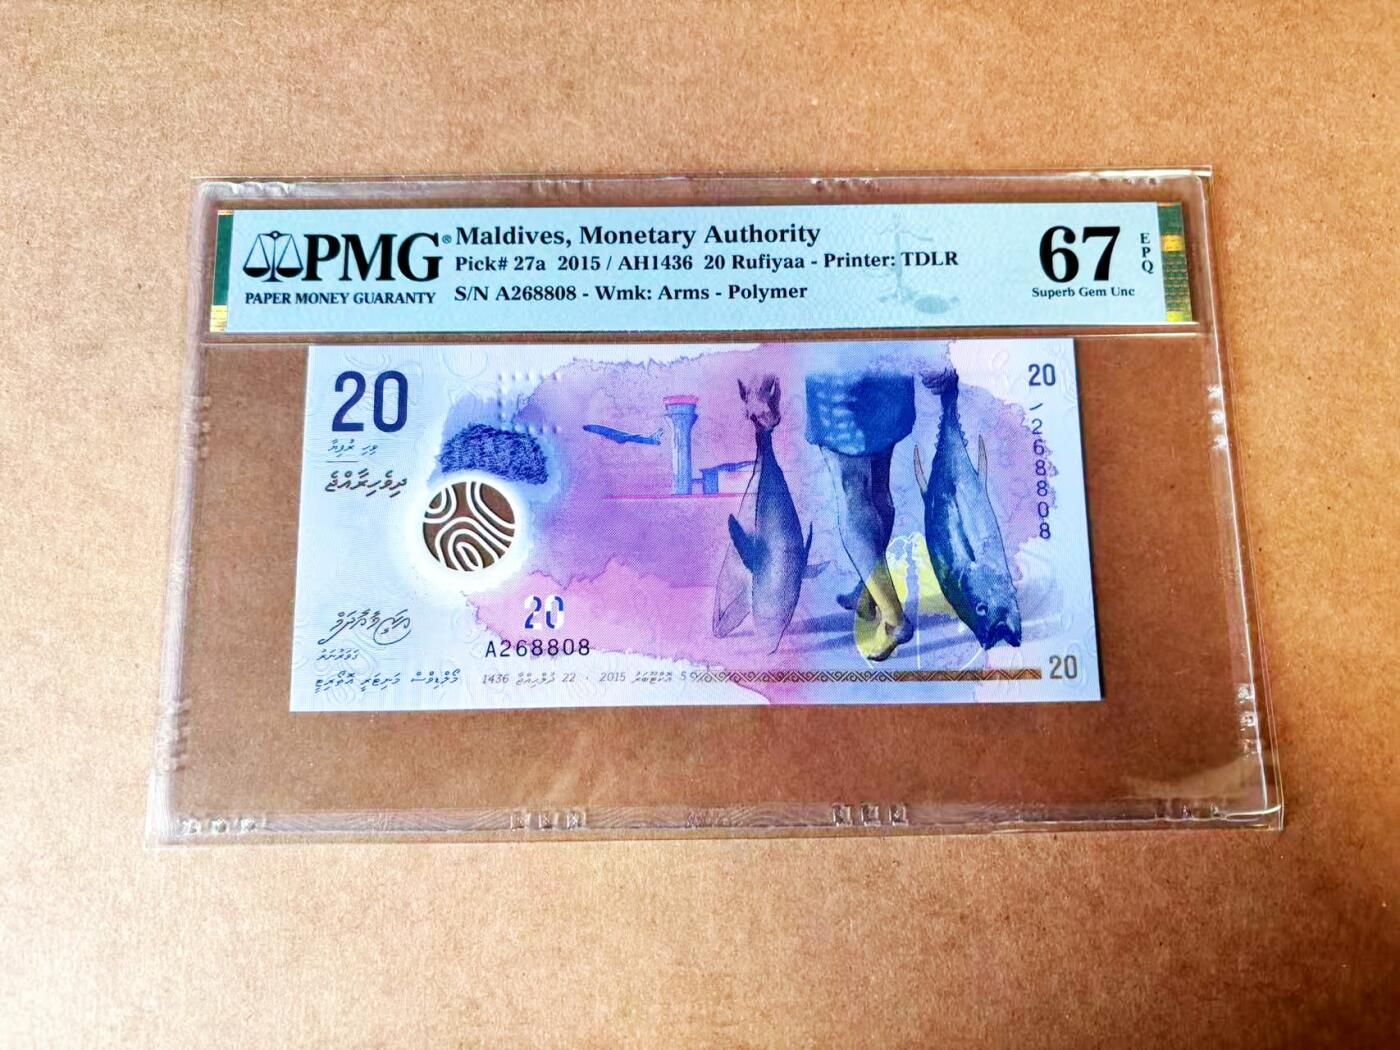 PMG®
PAPER MONEY GUARANTY
Maldives, Monetary Authority
Pick# 27a 2015 / AH1436 20 Rufiyaa - Printer: TDLR
S/N A268808 - Wmk: Arms - Polymer
67
EPQ
Superb Gem Unc
20
ވިހި ރުފިޔާ
ދިވެހިރާއްޖެ
20
A268808
ގަވަރުނަރު
މޯލްޑިވްސް މަނިޓަރީ އޮތޯރިޓީ
5 އޮކްޓޫބަރު 2015 · 22 ޛުލްޙިއްޖާ 1436
20
/268808
20